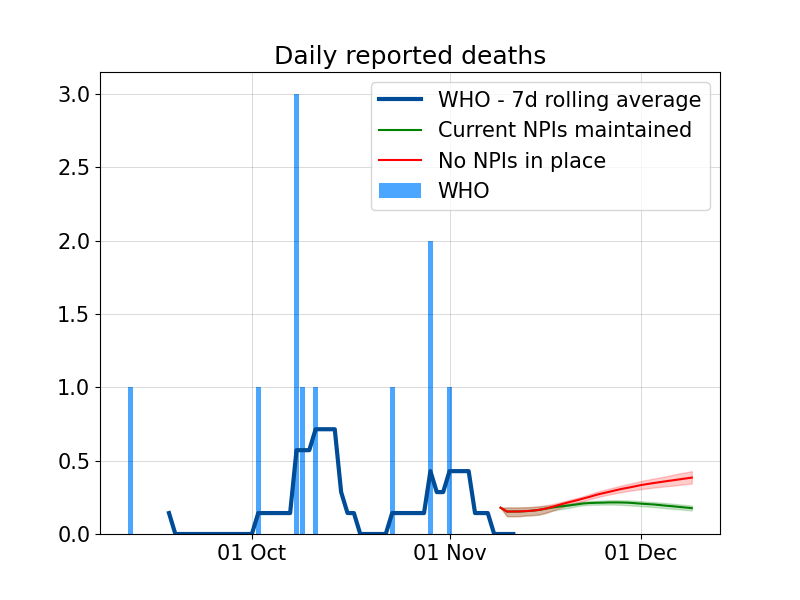 Daily reported deaths
3.0
2.5
2.0
1.5
1.0
0.5
0.0
WHO - 7d rolling average
Current NPIs maintained
No NPIs in place
WHO
01 Oct
01 Nov
01 Dec